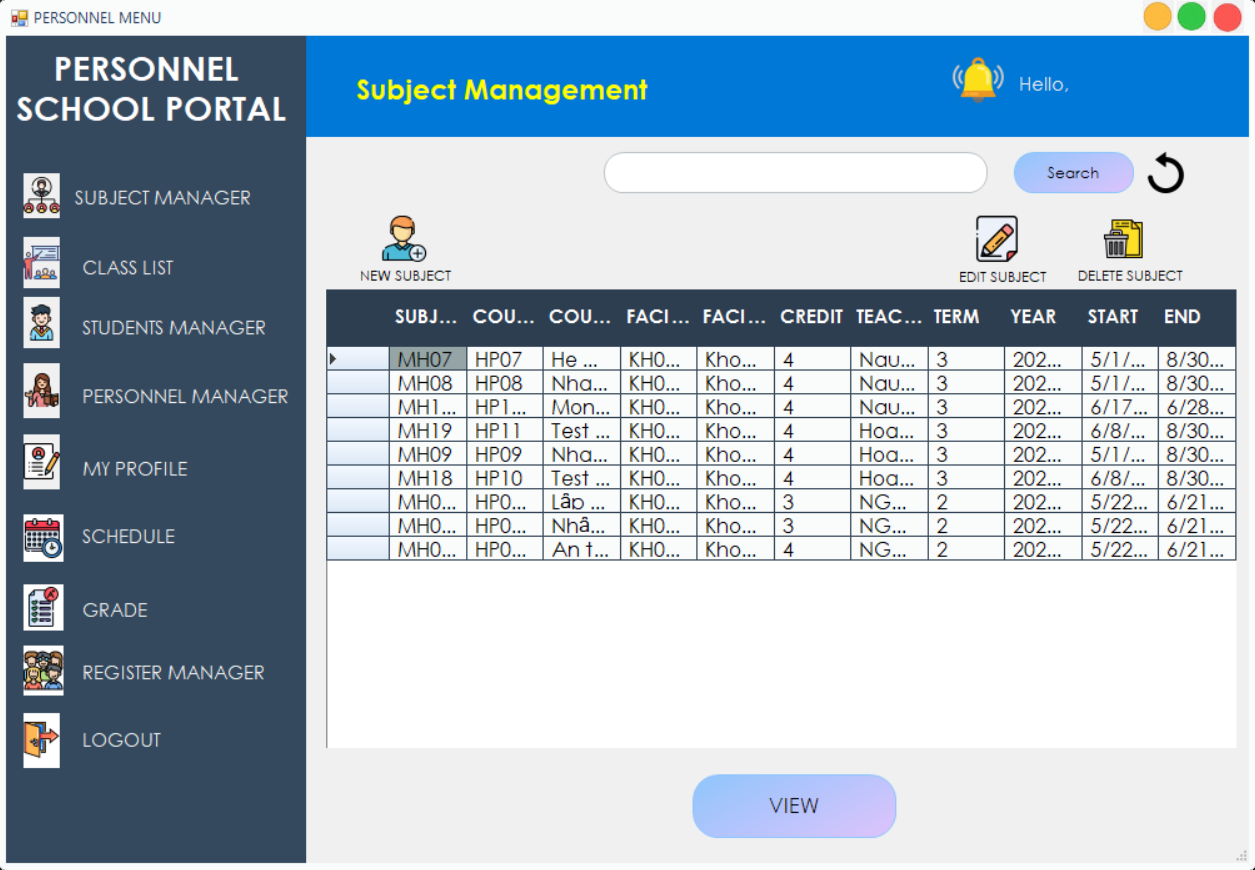 PERSONNEL MENU
PERSONNEL
SCHOOL PORTAL
SUBJECT MANAGER
CLASS LIST
STUDENTS MANAGER
PERSONNEL MANAGER
MY PROFILE
SCHEDULE
GRADE
REGISTER MANAGER
LOGOUT
Subject Management
Hello,
Search
NEW SUBJECT
EDIT SUBJECT
DELETE SUBJECT
SUBJ... COU... COU... FACI... FACI... CREDIT TEAC... TERM YEAR START END
MH07 HP07 He ... KH0... Kho... 4 Nau... 3 202... 5/1/... 8/30...
MH08 HP08 Nha... KH0... Kho... 4 Nau... 3 202... 5/1/... 8/30...
MH1... HP1... Mon... KH0... Kho... 4 Nau... 3 202... 6/17... 6/28...
MH19 HP11 Test ... KH0... Kho... 4 Hoa... 3 202... 6/8/... 8/30...
MH09 HP09 Nha... KH0... Kho... 4 Hoa... 3 202... 5/1/... 8/30...
MH18 HP10 Test ... KH0... Kho... 4 Hoa... 3 202... 6/8/... 8/30...
MH0... HP0... Lập ... KH0... Kho... 3 NG... 2 202... 5/22... 6/21...
MH0... HP0... Nhậ... KH0... Kho... 3 NG... 2 202... 5/22... 6/21...
MH0... HP0... An t... KH0... Kho... 4 NG... 2 202... 5/22... 6/21...
VIEW